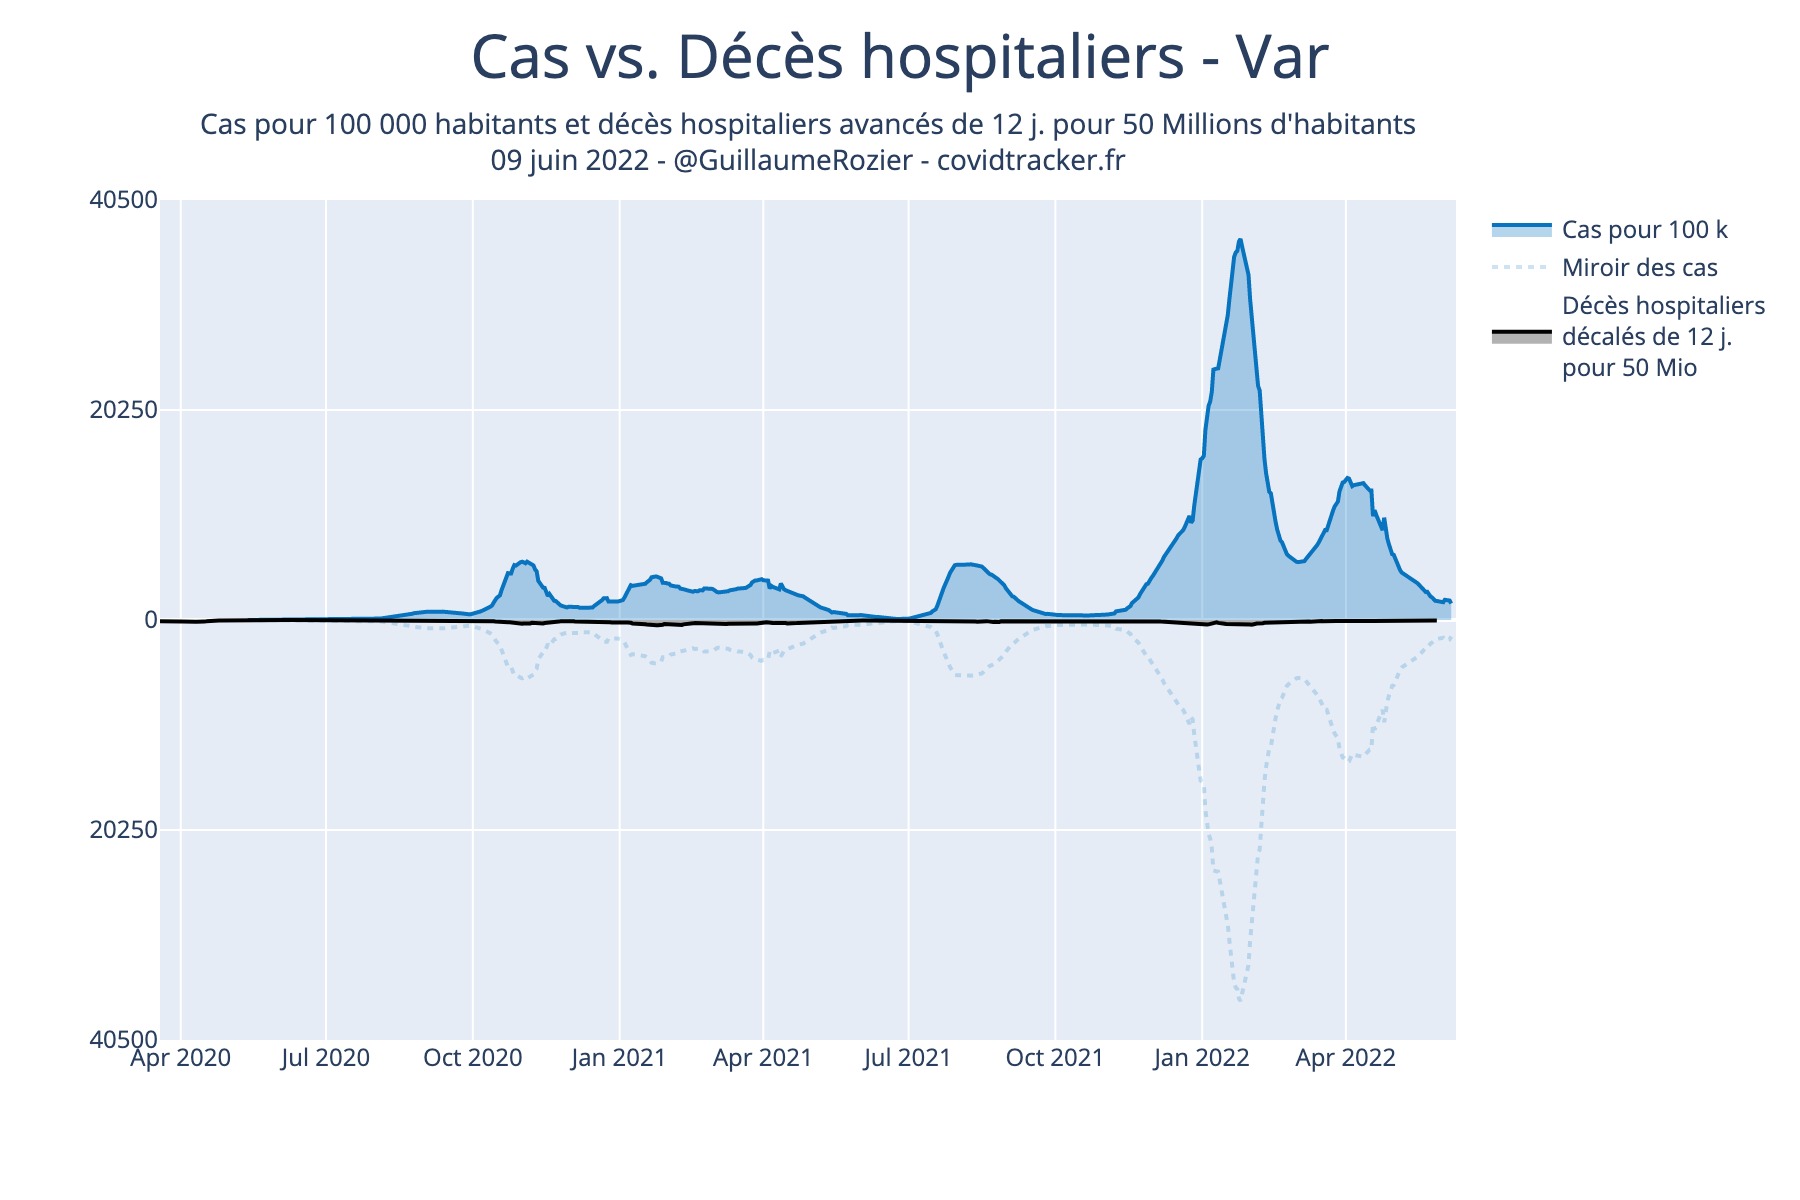 Cas vs. Décès hospitaliers - Var
Cas pour 100 000 habitants et décès hospitaliers avancés de 12 j. pour 50 Millions d'habitants
09 juin 2022 - @GuillaumeRozier - covidtracker.fr
40500
20250
0
20250
40500
Apr 2020
Jul 2020
Oct 2020
Jan 2021
Apr 2021
Jul 2021
Oct 2021
Jan 2022
Apr 2022
Cas pour 100 k
Miroir des cas
Décès hospitaliers
décalés de 12 j.
pour 50 Mio